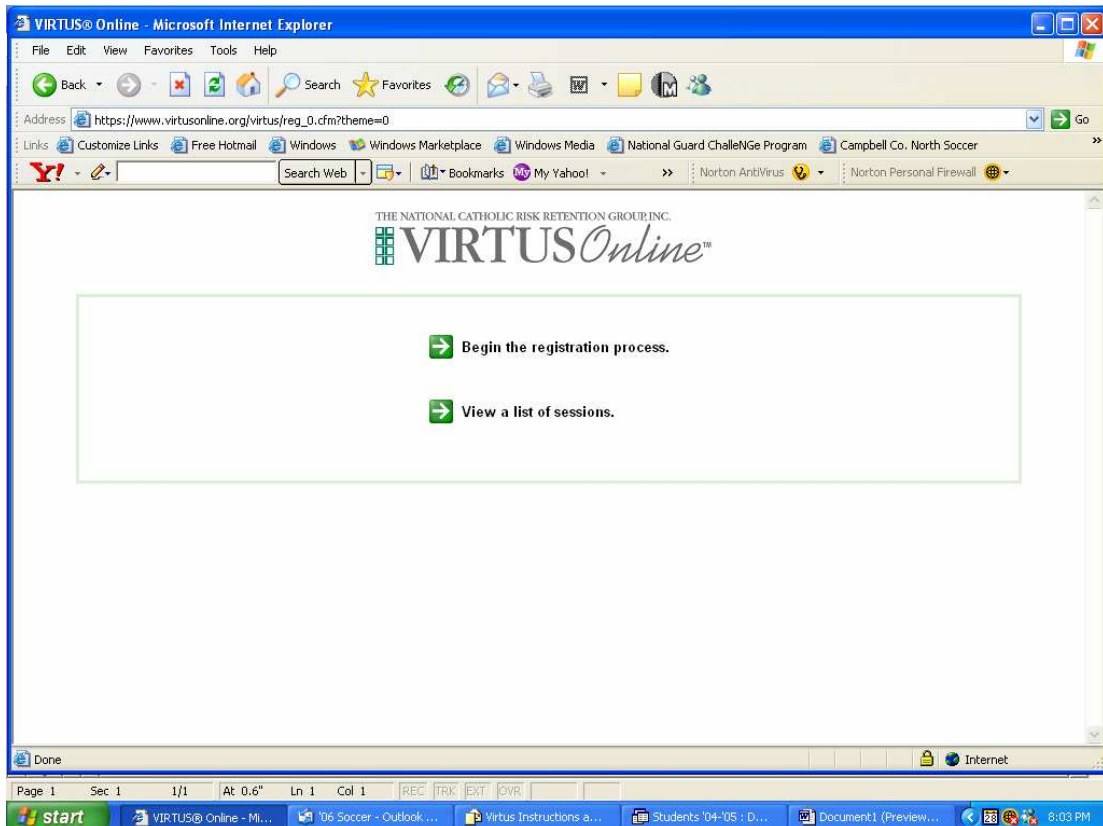 VIRTUS® Online - Microsoft Internet Explorer
File Edit View Favorites Tools Help
Back Search Favorites
Address https://www.virtusonline.org/virtus/reg_0.cfm?theme=0 Go
Links Customize Links Free Hotmail Windows Windows Marketplace Windows Media National Guard ChalleNGe Program Campbell Co. North Soccer »
Y! Search Web Bookmarks My Yahoo! » Norton AntiVirus Norton Personal Firewall
THE NATIONAL CATHOLIC RISK RETENTION GROUP, INC.
VIRTUS Online™
Begin the registration process.
View a list of sessions.
Done Internet
Page 1 Sec 1 1/1 At 0.6" Ln 1 Col 1 REC TRK EXT OVR
start VIRTUS® Online - Mi... '06 Soccer - Outlook ... Virtus Instructions a... Students '04-'05 : D... Document1 (Preview... 28 8:03 PM